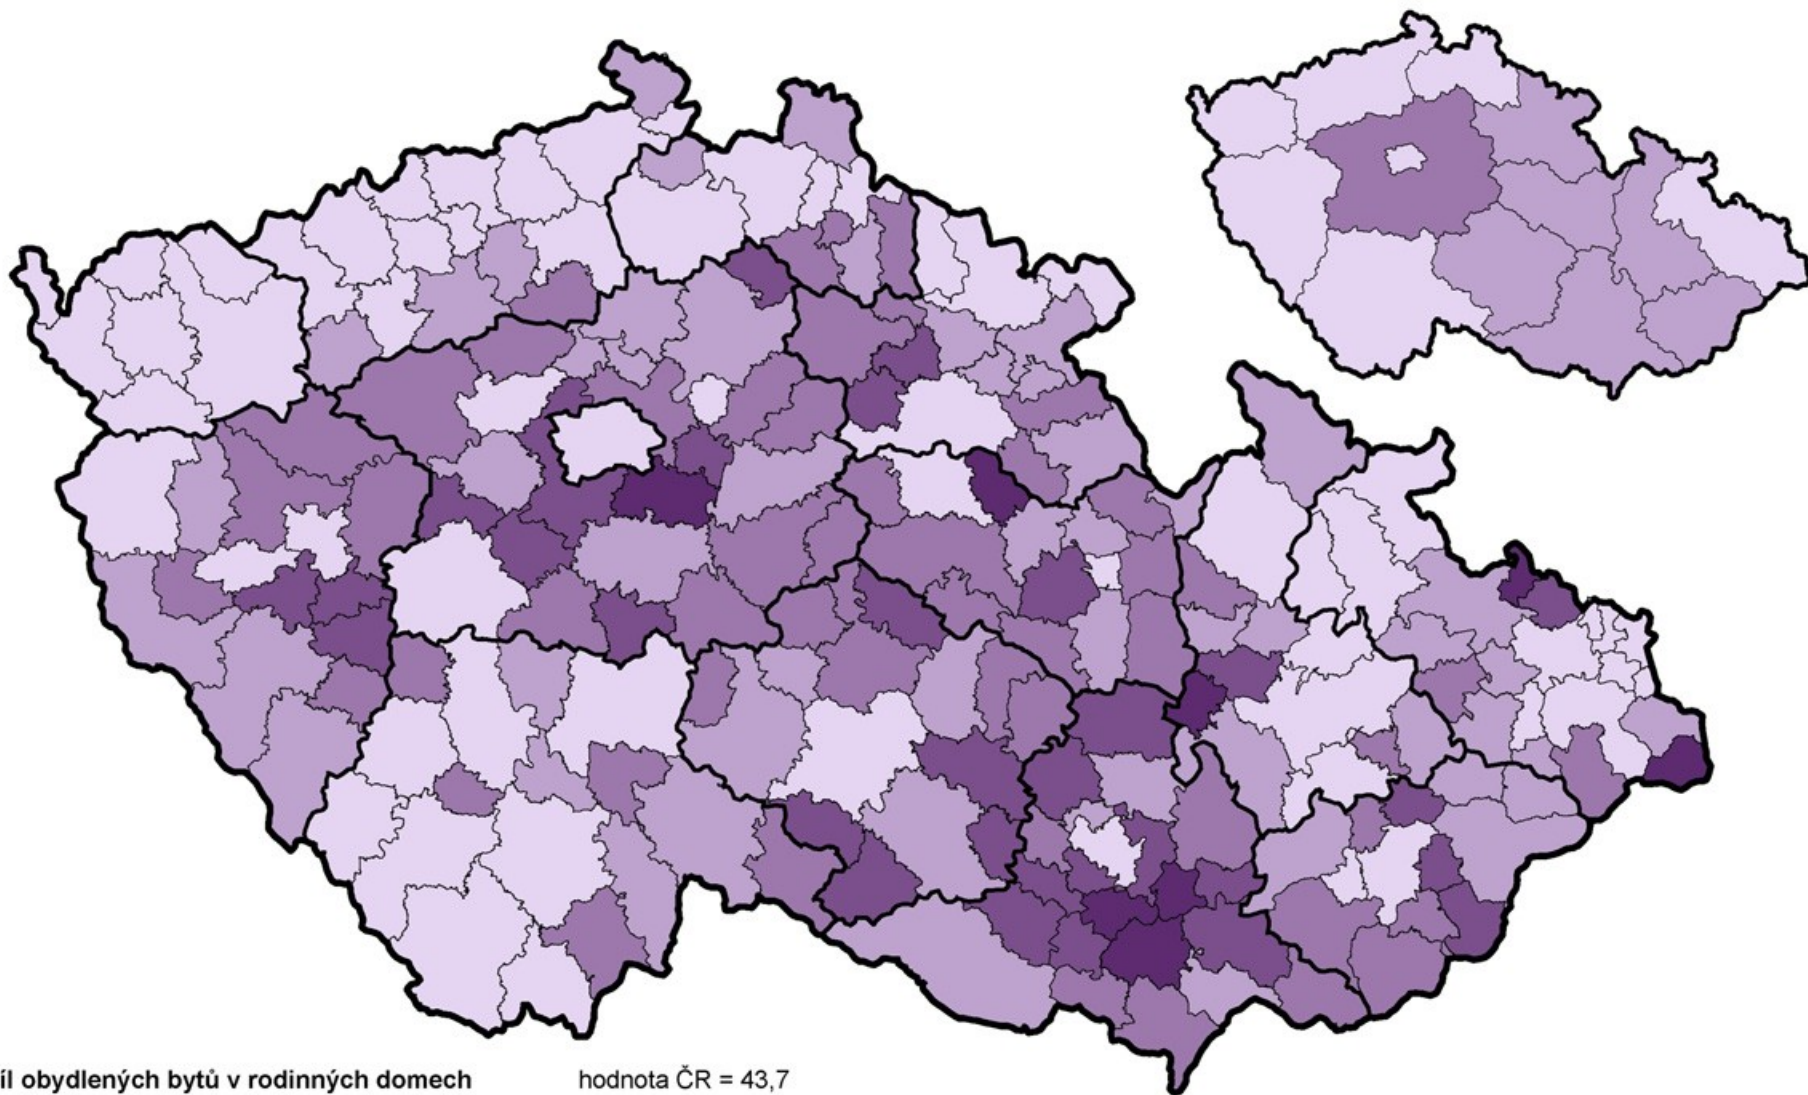 íl obydlených bytů v rodinných domech
hodnota ČR = 43,7